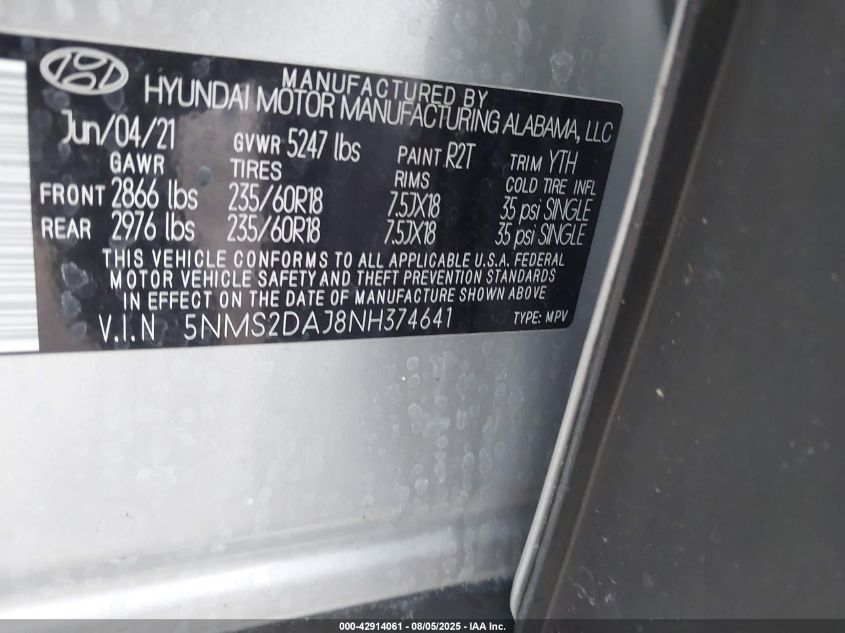 MANUFACTURED BY
HYUNDAI MOTOR MANUFACTURING ALABAMA, LLC
Jun/04/21 GVWR 5247 lbs PAINT R2T TRIM YTH
GAWR TIRES RIMS COLD TIRE INFL
FRONT 2866 lbs 235/60R18 7.5JX18 35 psi SINGLE
REAR 2976 lbs 235/60R18 7.5JX18 35 psi SINGLE
THIS VEHICLE CONFORMS TO ALL APPLICABLE U.S.A. FEDERAL
MOTOR VEHICLE SAFETY AND THEFT PREVENTION STANDARDS
IN EFFECT ON THE DATE OF MANUFACTURE SHOWN ABOVE
V.I.N 5NMS2DAJ8NH374641 TYPE: MPV
000-42914061 - 08/05/2025 - IAA Inc.